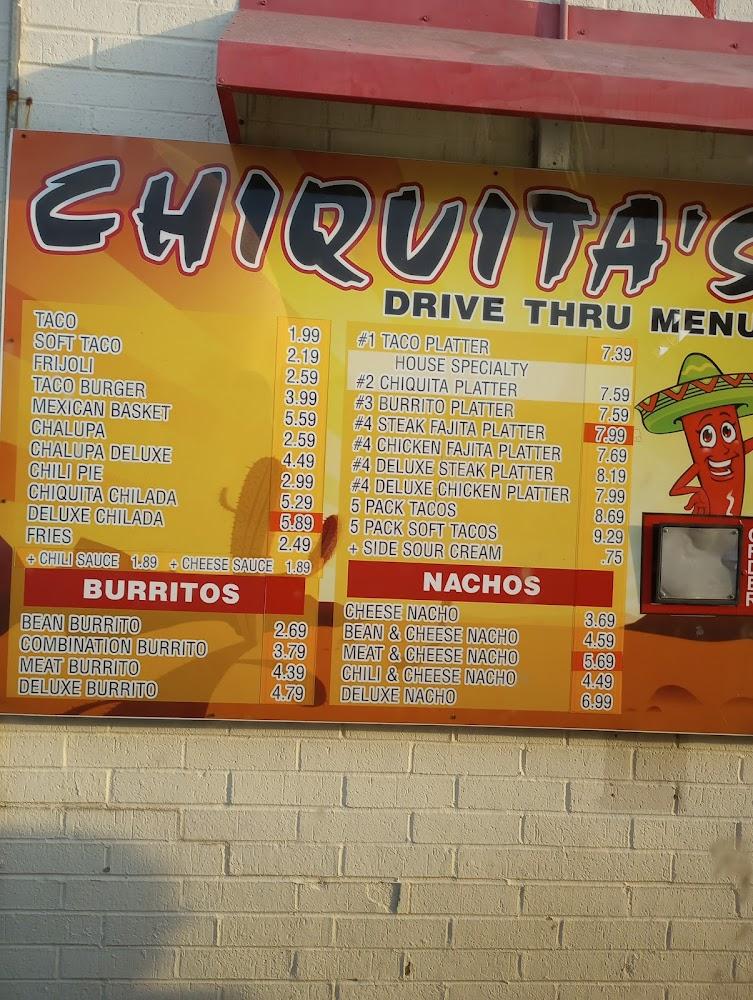 CHIQUITA'S
DRIVE THRU MENU
TACO 1.99
SOFT TACO 2.19
FRIJOLI 2.59
TACO BURGER 3.99
MEXICAN BASKET 5.59
CHALUPA 2.59
CHALUPA DELUXE 4.49
CHILI PIE 2.99
CHIQUITA CHILADA 5.29
DELUXE CHILADA 5.89
FRIES 2.49
+ CHILI SAUCE 1.89 + CHEESE SAUCE 1.89
BURRITOS
BEAN BURRITO 2.69
COMBINATION BURRITO 3.79
MEAT BURRITO 4.39
DELUXE BURRITO 4.79
#1 TACO PLATTER 7.39
HOUSE SPECIALTY
#2 CHIQUITA PLATTER 7.59
#3 BURRITO PLATTER 7.59
#4 STEAK FAJITA PLATTER 7.99
#4 CHICKEN FAJITA PLATTER 7.69
#4 DELUXE STEAK PLATTER 8.19
#4 DELUXE CHICKEN PLATTER 7.99
5 PACK TACOS 8.69
5 PACK SOFT TACOS 9.29
+ SIDE SOUR CREAM .75
NACHOS
CHEESE NACHO 3.69
BEAN & CHEESE NACHO 4.59
MEAT & CHEESE NACHO 5.69
CHILI & CHEESE NACHO 4.49
DELUXE NACHO 6.99